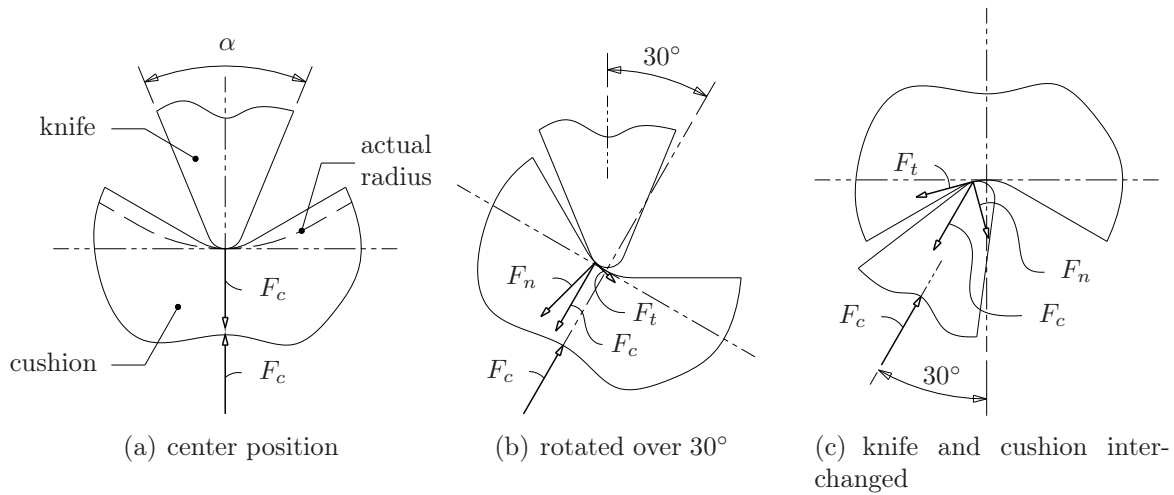 α
knife
actual
radius
F_c
cushion
F_c
(a) center position
30°
F_n
F_t
F_c
F_c
(b) rotated over 30°
F_t
F_n
F_c
F_c
30°
(c) knife and cushion inter-
changed